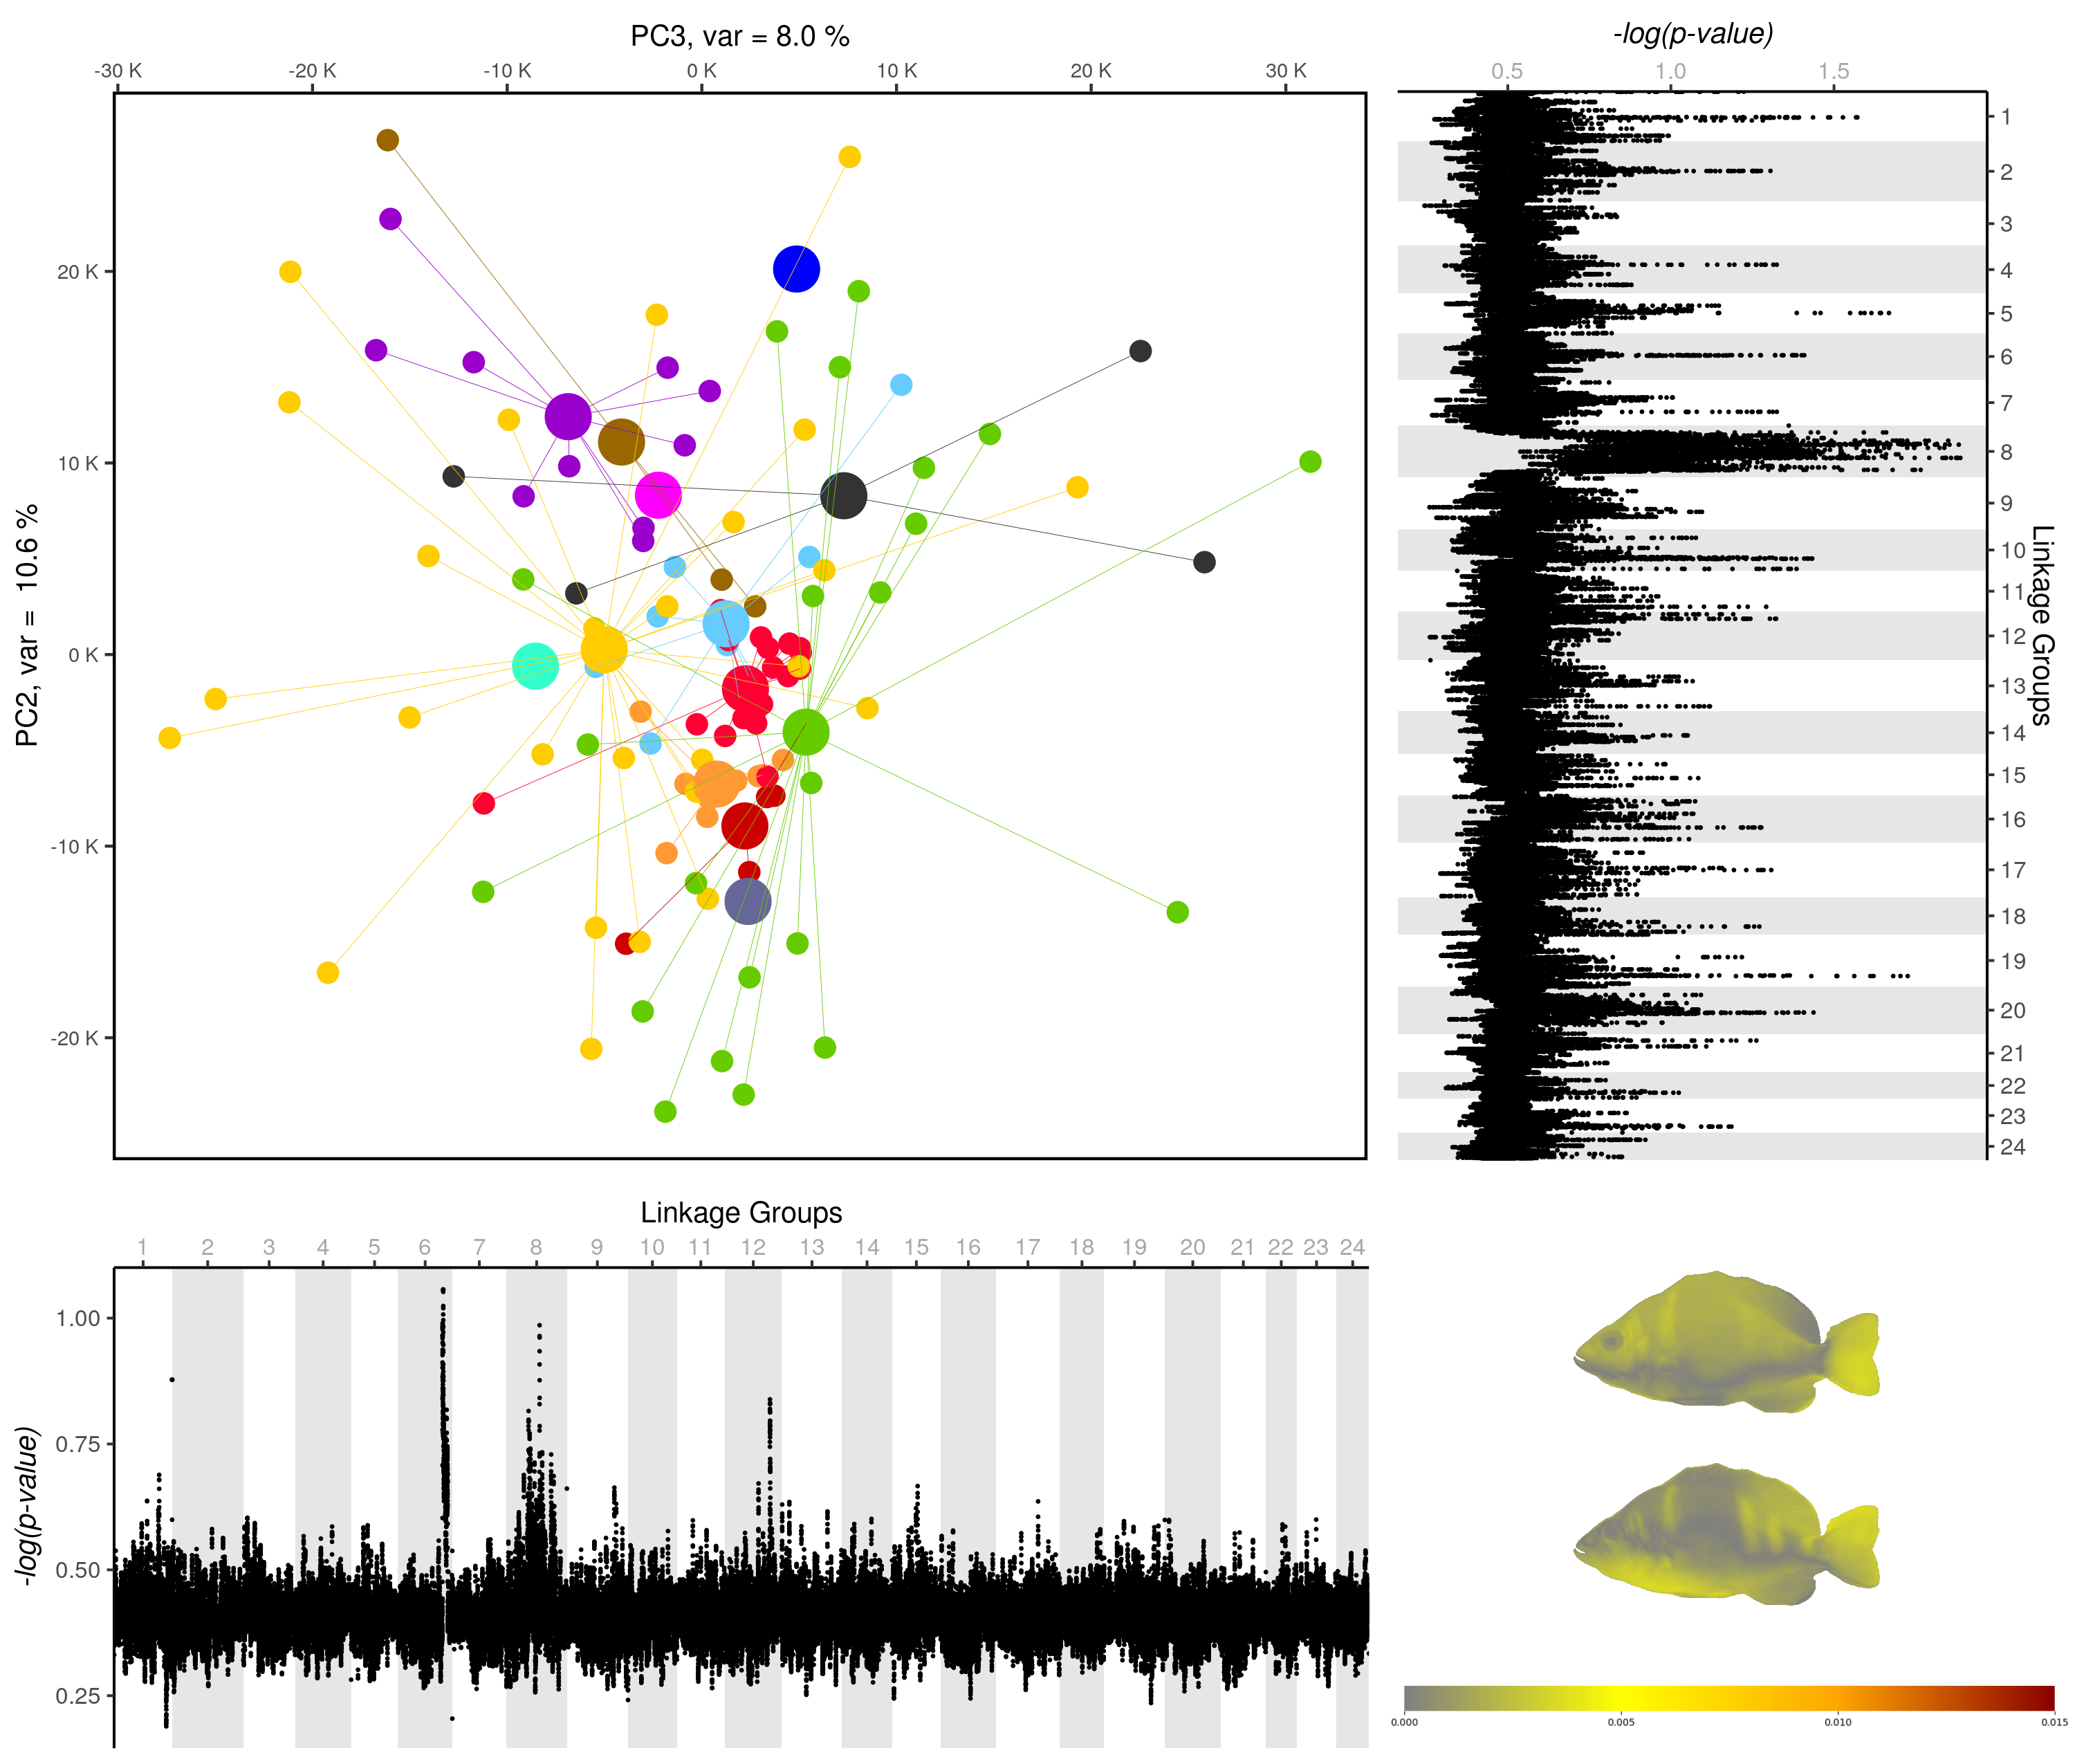 PC3, var = 8.0 %
-30 K -20 K -10 K 0 K 10 K 20 K 30 K
PC2, var = 10.6 %
20 K
10 K
0 K
-10 K
-20 K
-log(p-value)
0.5 1.0 1.5
1
2
3
4
5
6
7
8
9
10
11
12
13
14
15
16
17
18
19
20
21
22
23
24
Linkage Groups
Linkage Groups
1 2 3 4 5 6 7 8 9 10 11 12 13 14 15 16 17 18 19 20 21 22 23 24
-log(p-value)
1.00
0.75
0.50
0.25
0.000 0.005 0.010 0.015